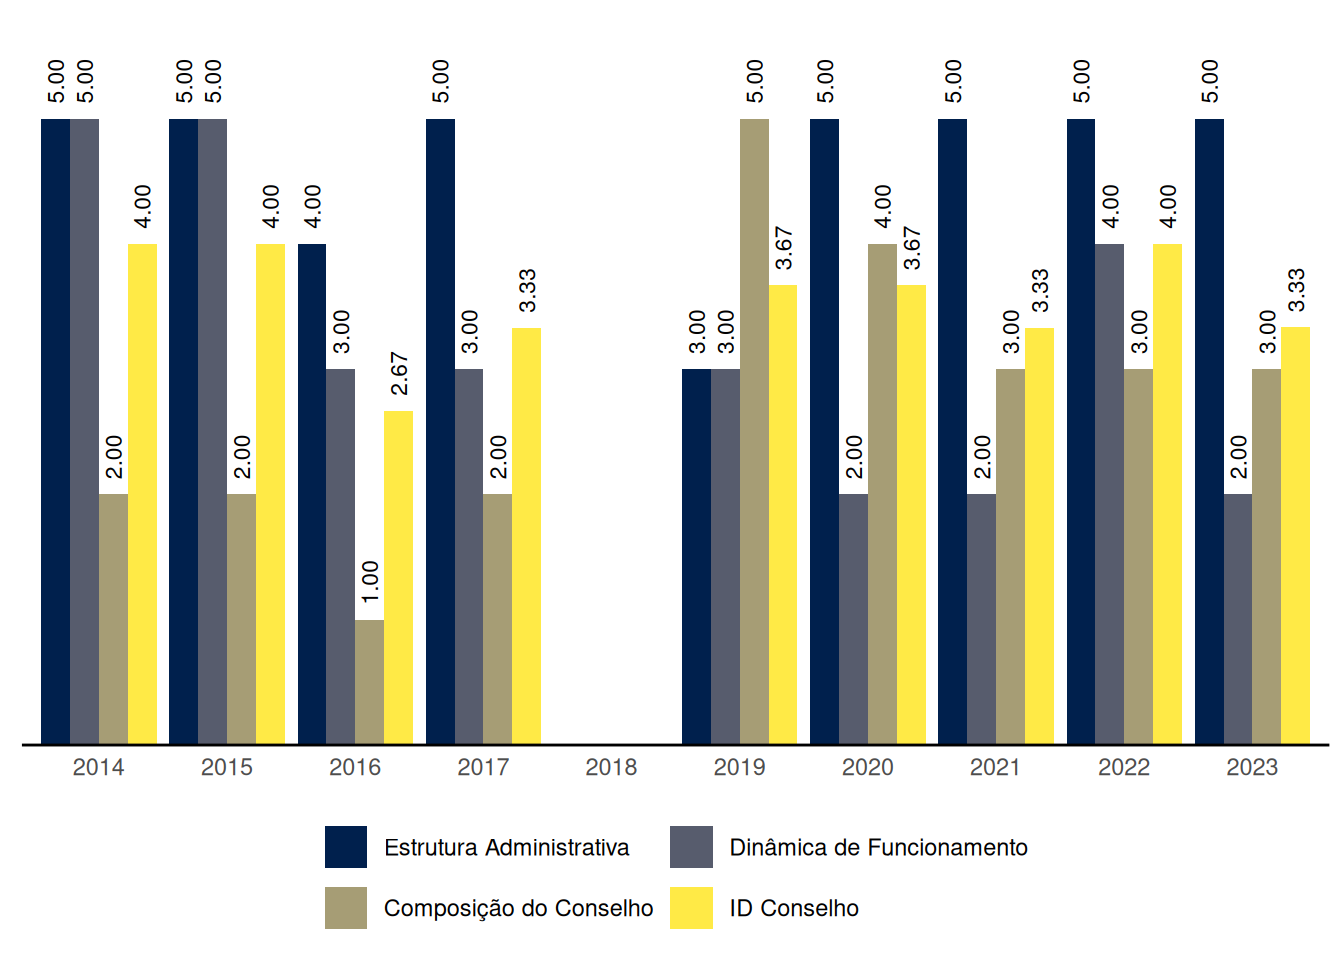 5.00 5.00 2.00 4.00 5.00 5.00 2.00 4.00 4.00 3.00 1.00 2.67 5.00 3.00 2.00 3.33 3.00 3.00 5.00 3.67 5.00 2.00 4.00 3.67 5.00 2.00 3.00 3.33 5.00 4.00 3.00 4.00 5.00 2.00 3.00 3.33
2014 2015 2016 2017 2018 2019 2020 2021 2022 2023
Estrutura Administrativa Dinâmica de Funcionamento
Composição do Conselho ID Conselho